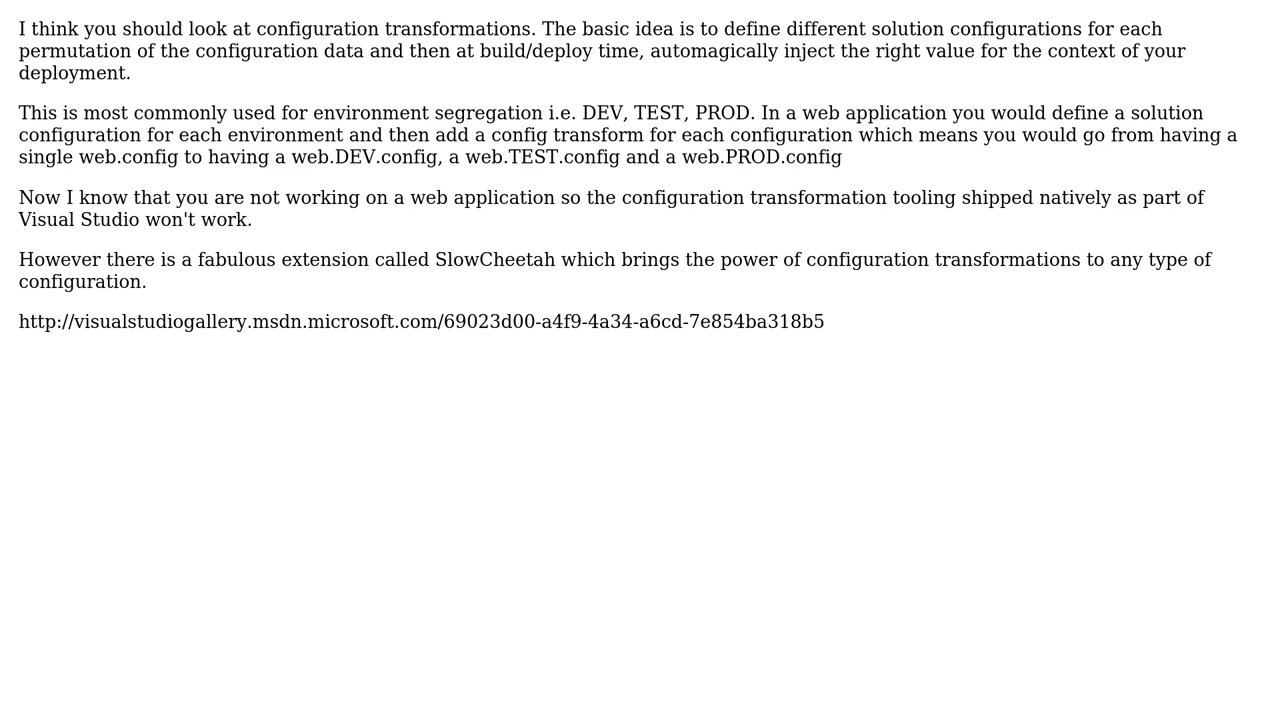 I think you should look at configuration transformations. The basic idea is to define different solution configurations for each
permutation of the configuration data and then at build/deploy time, automagically inject the right value for the context of your
deployment.
This is most commonly used for environment segregation i.e. DEV, TEST, PROD. In a web application you would define a solution
configuration for each environment and then add a config transform for each configuration which means you would go from having a
single web.config to having a web.DEV.config, a web.TEST.config and a web.PROD.config
Now I know that you are not working on a web application so the configuration transformation tooling shipped natively as part of
Visual Studio won't work.
However there is a fabulous extension called SlowCheetah which brings the power of configuration transformations to any type of
configuration.
http://visualstudiogallery.msdn.microsoft.com/69023d00-a4f9-4a34-a6cd-7e854ba318b5